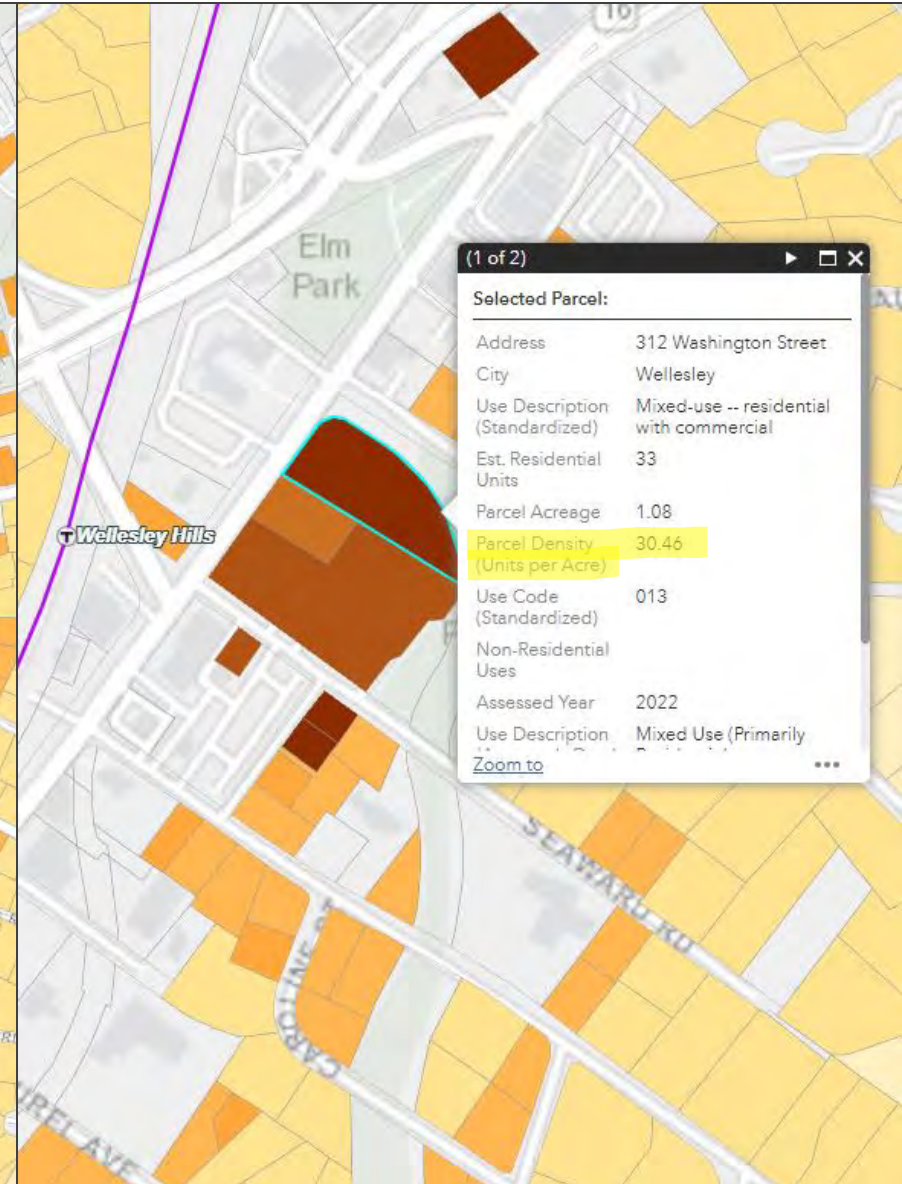 16
Elm
Park
Wellesley Hills
(1 of 2)
Selected Parcel:
Address 312 Washington Street
City Wellesley
Use Description Mixed-use -- residential
(Standardized) with commercial
Est. Residential 33
Units
Parcel Acreage 1.08
Parcel Density 30.46
(Units per Acre)
Use Code 013
(Standardized)
Non-Residential
Uses
Assessed Year 2022
Use Description Mixed Use (Primarily
Zoom to
SEAWARD RD
CAROLINE ST
AVE